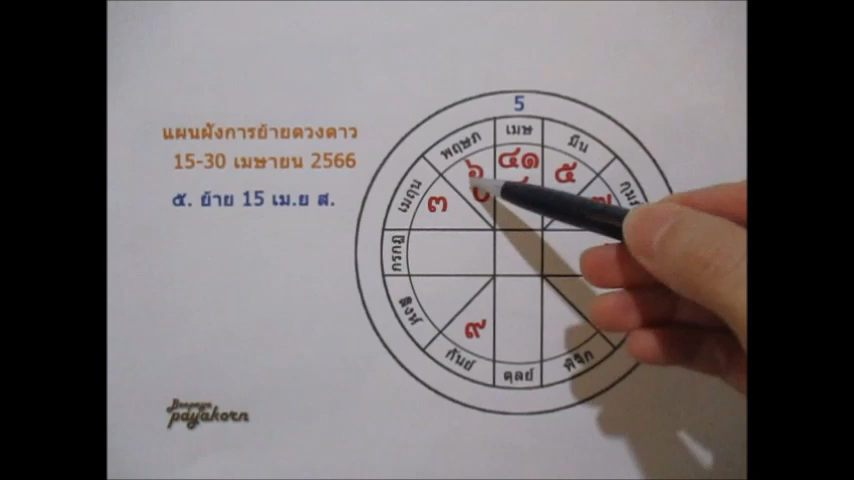 แผนผังการย้ายดวงดาว
15-30 เมษายน 2566
๕. ย้าย 15 เม.ย ส.
5
เมษ
พฤษภ
มีน
เมถุน
๔๑
๖
๕
๓
๗
กรกฎ
สิงห์
๙
กันย์
ตุลย์
พิจิก
payakorn